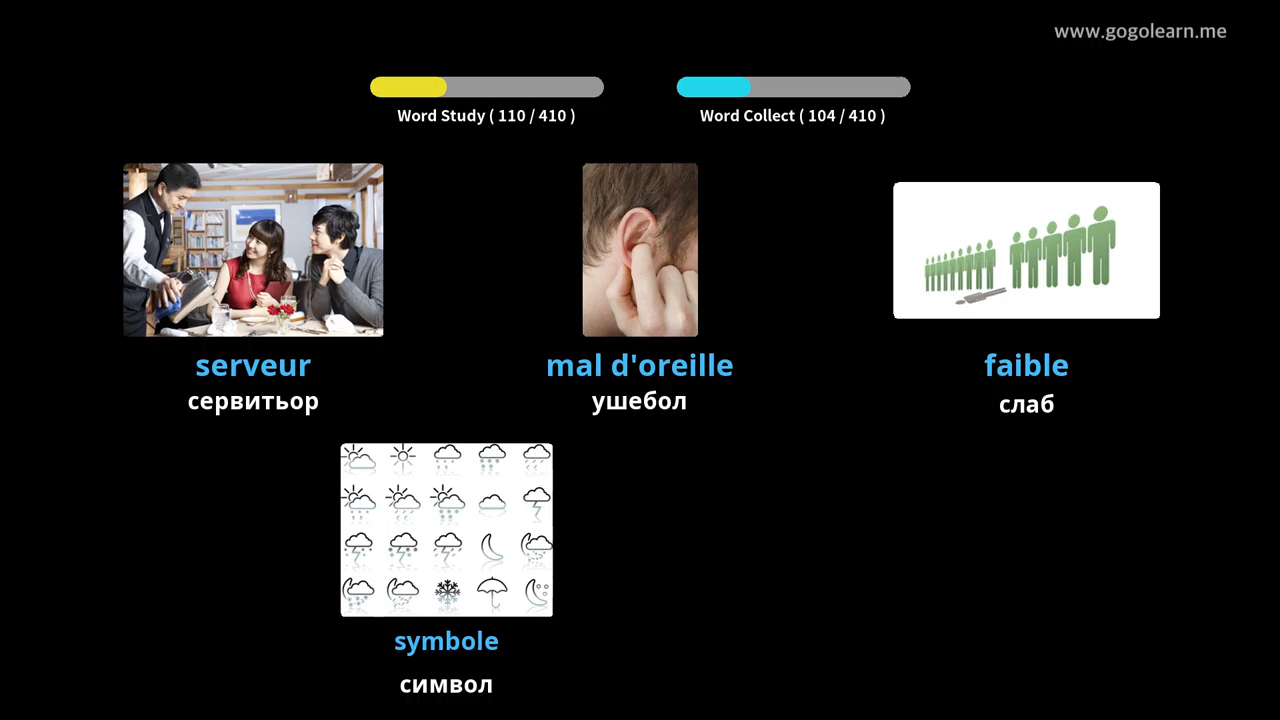 www.gogolearn.me
Word Study ( 110 / 410 )
Word Collect ( 104 / 410 )
serveur
сервитьор
mal d'oreille
ушебол
faible
слаб
symbole
символ